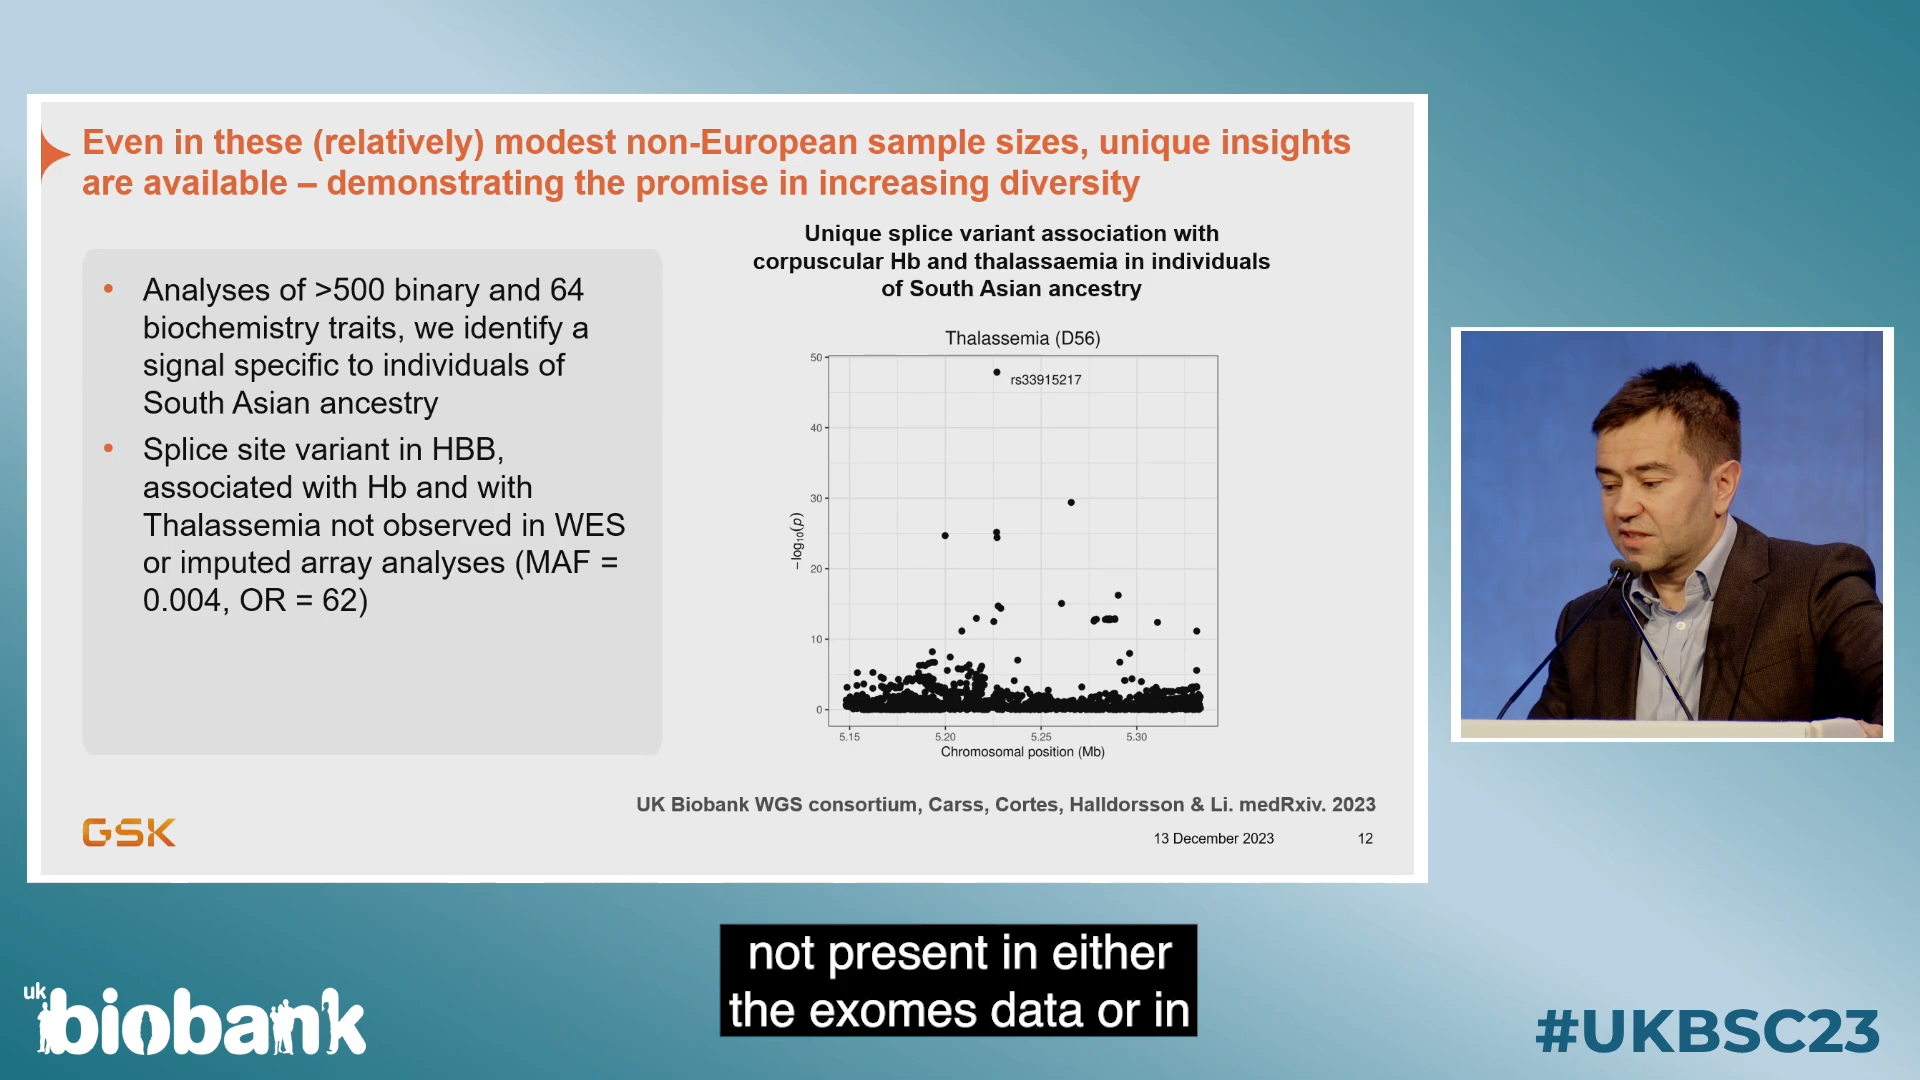 Even in these (relatively) modest non-European sample sizes, unique insights
are available – demonstrating the promise in increasing diversity
• Analyses of >500 binary and 64
biochemistry traits, we identify a
signal specific to individuals of
South Asian ancestry
• Splice site variant in HBB,
associated with Hb and with
Thalassemia not observed in WES
or imputed array analyses (MAF =
0.004, OR = 62)
Unique splice variant association with
corpuscular Hb and thalassaemia in individuals
of South Asian ancestry
Thalassemia (D56)
50
rs33915217
40
30
20
10
0
−log10(p)
5.15 5.20 5.25 5.30
Chromosomal position (Mb)
UK Biobank WGS consortium, Carss, Cortes, Halldorsson & Li. medRxiv. 2023
GSK
13 December 2023 12
not present in either
the exomes data or in
uk
biobank
#UKBSC23